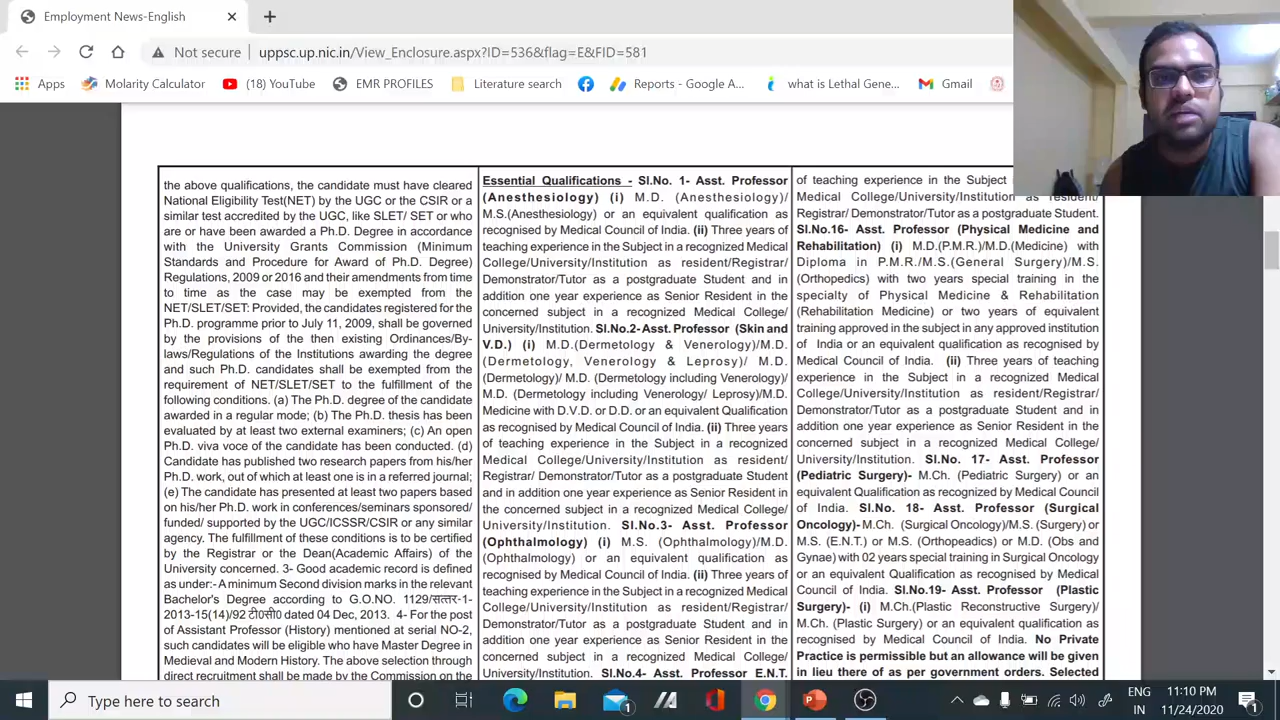 Employment News-English
Not secure
uppsc.up.nic.in/View_Enclosure.aspx?ID=536&flag=E&FID=581
Apps
Molarity Calculator
(18) YouTube
EMR PROFILES
Literature search
Reports - Google A...
what is Lethal Gene...
Gmail
the above qualifications, the candidate must have cleared
National Eligibility Test(NET) by the UGC or the CSIR or a
similar test accredited by the UGC, like SLET/ SET or who
are or have been awarded a Ph.D. Degree in accordance
with the University Grants Commission (Minimum
Standards and Procedure for Award of Ph.D. Degree)
Regulations, 2009 or 2016 and their amendments from time
to time as the case may be exempted from the
NET/SLET/SET: Provided, the candidates registered for the
Ph.D. programme prior to July 11, 2009, shall be governed
by the provisions of the then existing Ordinances/By-
laws/Regulations of the Institutions awarding the degree
and such Ph.D. candidates shall be exempted from the
requirement of NET/SLET/SET to the fulfillment of the
following conditions. (a) The Ph.D. degree of the candidate
awarded in a regular mode; (b) The Ph.D. thesis has been
evaluated by at least two external examiners; (c) An open
Ph.D. viva voce of the candidate has been conducted. (d)
Candidate has published two research papers from his/her
Ph.D. work, out of which at least one is in a referred journal;
(e) The candidate has presented at least two papers based
on his/her Ph.D. work in conferences/seminars sponsored/
funded/ supported by the UGC/ICSSR/CSIR or any similar
agency. The fulfillment of these conditions is to be certified
by the Registrar or the Dean(Academic Affairs) of the
University concerned. 3- Good academic record is defined
as under:- A minimum Second division marks in the relevant
Bachelor's Degree according to G.O.NO. 1129/सत्तर-1-
2013-15(14)/92 टी0सी0 dated 04 Dec, 2013. 4- For the post
of Assistant Professor (History) mentioned at serial NO-2,
such candidates will be eligible who have Master Degree in
Medieval and Modern History. The above selection through
direct recruitment shall be made by the Commission on the
Essential Qualifications - Sl.No. 1- Asst. Professor
(Anesthesiology) (i) M.D. (Anesthesiology)/
M.S.(Anesthesiology) or an equivalent qualification as
recognised by Medical Council of India. (ii) Three years of
teaching experience in the Subject in a recognized Medical
College/University/Institution as resident/Registrar/
Demonstrator/Tutor as a postgraduate Student and in
addition one year experience as Senior Resident in the
concerned subject in a recognized Medical College/
University/Institution. Sl.No.2- Asst. Professor (Skin and
V.D.) (i) M.D.(Dermetology & Venerology)/M.D.
(Dermetology, Venerology & Leprosy)/ M.D.
(Dermetology)/ M.D. (Dermetology including Venerology)/
M.D. (Dermetology including Venerology/ Leprosy)/M.D.
Medicine with D.V.D. or D.D. or an equivalent Qualification
as recognised by Medical Council of India. (ii) Three years
of teaching experience in the Subject in a recognized
Medical College/University/Institution as resident/
Registrar/ Demonstrator/Tutor as a postgraduate Student
and in addition one year experience as Senior Resident in
the concerned subject in a recognized Medical College/
University/Institution. Sl.No.3- Asst. Professor
(Ophthalmology) (i) M.S. (Ophthalmology)/M.D.
(Ophthalmology) or an equivalent qualification as
recognised by Medical Council of India. (ii) Three years of
teaching experience in the Subject in a recognized Medical
College/University/Institution as resident/Registrar/
Demonstrator/Tutor as a postgraduate Student and in
addition one year experience as Senior Resident in the
concerned subject in a recognized Medical College/
University/Institution. Sl.No.4- Asst. Professor E.N.T.
of teaching experience in the Subject
Medical College/University/Institution as resident/
Registrar/ Demonstrator/Tutor as a postgraduate Student.
Sl.No.16- Asst. Professor (Physical Medicine and
Rehabilitation) (i) M.D.(P.M.R.)/M.D.(Medicine) with
Diploma in P.M.R./M.S.(General Surgery)/M.S.
(Orthopedics) with two years special training in the
specialty of Physical Medicine & Rehabilitation
(Rehabilitation Medicine) or two years of equivalent
training approved in the subject in any approved institution
of India or an equivalent qualification as recognised by
Medical Council of India. (ii) Three years of teaching
experience in the Subject in a recognized Medical
College/University/Institution as resident/Registrar/
Demonstrator/Tutor as a postgraduate Student and in
addition one year experience as Senior Resident in the
concerned subject in a recognized Medical College/
University/Institution. Sl.No. 17- Asst. Professor
(Pediatric Surgery)- M.Ch. (Pediatric Surgery) or an
equivalent Qualification as recognized by Medical Council
of India. Sl.No. 18- Asst. Professor (Surgical
Oncology)- M.Ch. (Surgical Oncology)/M.S. (Surgery) or
M.S. (E.N.T.) or M.S. (Orthopeadics) or M.D. (Obs and
Gynae) with 02 years special training in Surgical Oncology
or an equivalent Qualification as recognised by Medical
Council of India. Sl.No.19- Asst. Professor (Plastic
Surgery)- (i) M.Ch.(Plastic Reconstructive Surgery)/
M.Ch. (Plastic Surgery) or an equivalent qualification as
recognised by Medical Council of India. No Private
Practice is permissible but an allowance will be given
in lieu there of as per government orders. Selected
Type here to search
1
ENG
IN
11:10 PM
11/24/2020
1